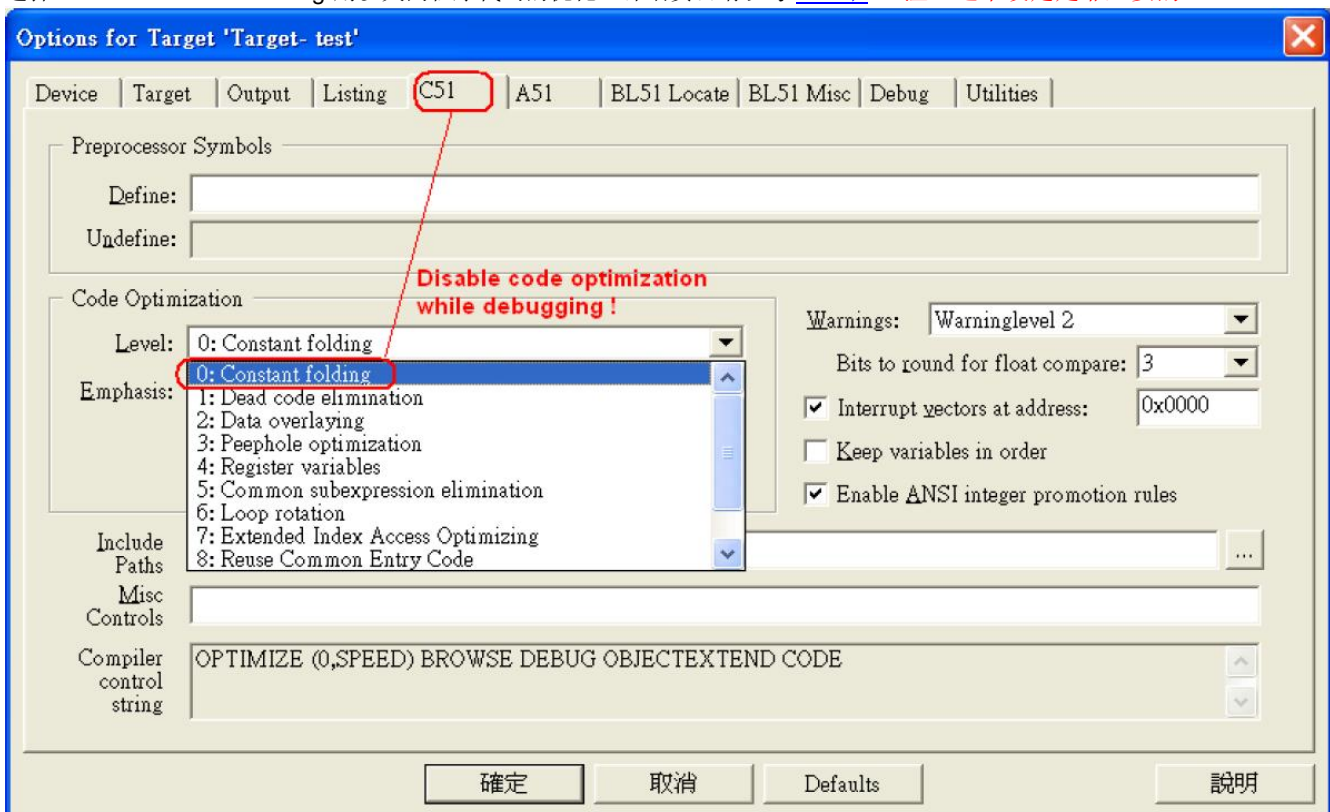 Options for Target 'Target- test'
Device Target Output Listing C51 A51 BL51 Locate BL51 Misc Debug Utilities
Preprocessor Symbols
Define:
Undefine:
Disable code optimization
while debugging !
Code Optimization
Level: 0: Constant folding
0: Constant folding
1: Dead code elimination
2: Data overlaying
3: Peephole optimization
4: Register variables
5: Common subexpression elimination
6: Loop rotation
7: Extended Index Access Optimizing
8: Reuse Common Entry Code
Emphasis:
Warnings: Warninglevel 2
Bits to round for float compare: 3
Interrupt vectors at address: 0x0000
Keep variables in order
Enable ANSI integer promotion rules
Include
Paths
...
Misc
Controls
Compiler
control
string
OPTIMIZE (0,SPEED) BROWSE DEBUG OBJECTEXTEND CODE
確定 取消 Defaults 說明